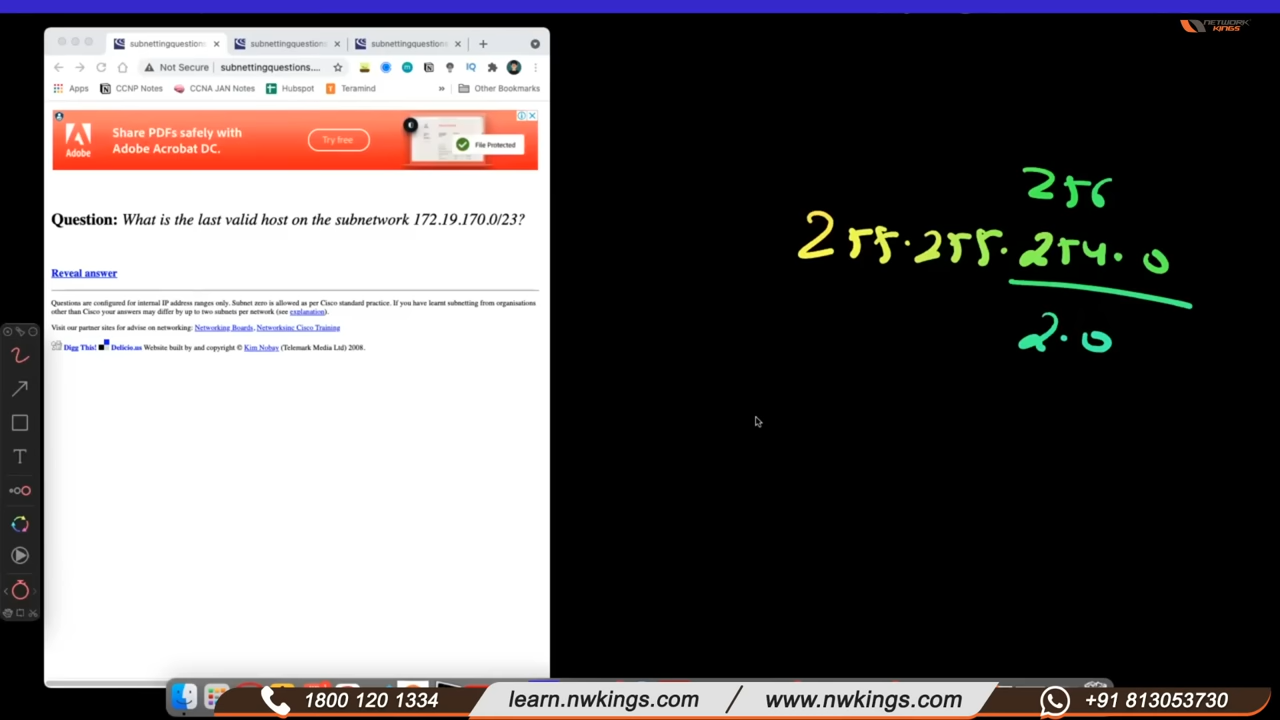 NETWORK
KINGS
subnettingquestions
subnettingquestions
subnettingquestions
Not Secure
subnettingquestions....
IQ
Apps
CCNP Notes
CCNA JAN Notes
Hubspot
Teramind
»
Other Bookmarks
Adobe
Share PDFs safely with
Adobe Acrobat DC.
Try free
File Protected
Question: What is the last valid host on the subnetwork 172.19.170.0/23?
Reveal answer
Questions are configured for internal IP address ranges only. Subnet zero is allowed as per Cisco standard practice. If you have learnt subnetting from organisations
other than Cisco your answers may differ by up to two subnets per network (see explanation).
Visit our partner sites for advise on networking: Networking Boards, Networksinc Cisco Training
Digg This! Delicio.us Website built by and copyright © Kim Nobay (Telemark Media Ltd) 2008.
256
255.255.254.0
2.0
T
1800 120 1334
learn.nwkings.com / www.nwkings.com
+91 813053730